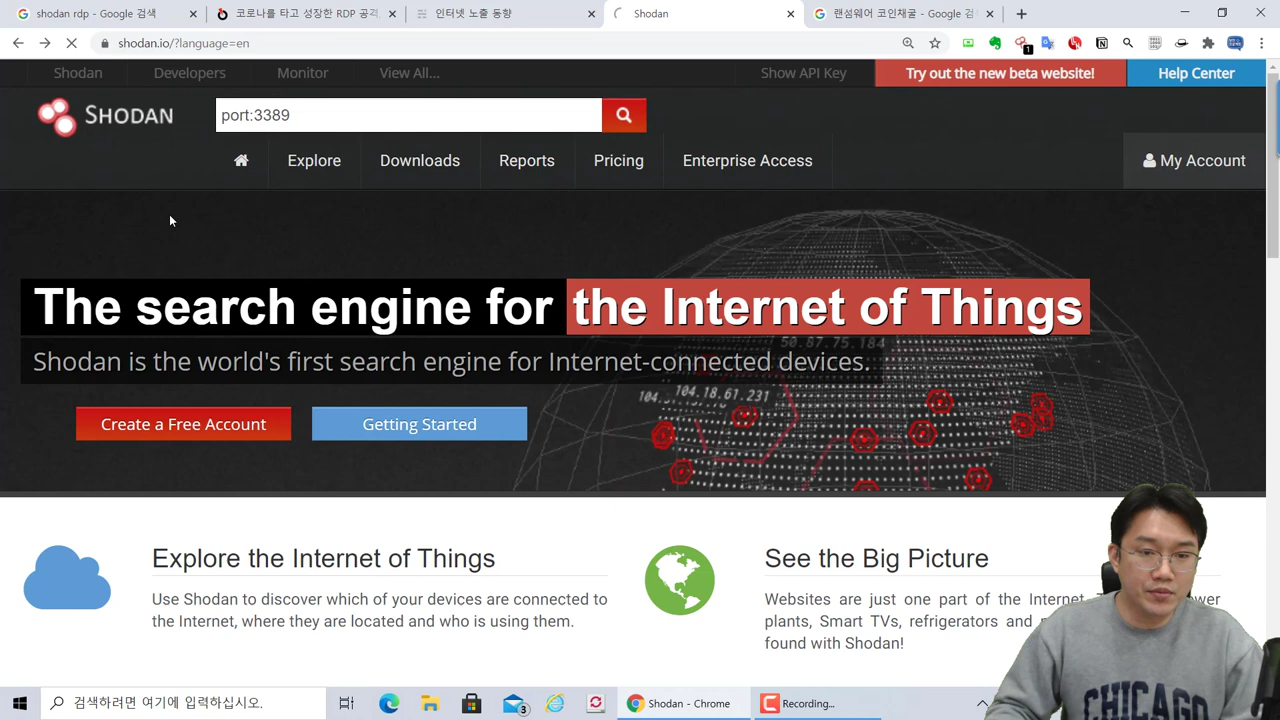 shodan rdp - Google 검색
코로나를 타고 성장한 RDP 공격
인터넷 노출 동향
Shodan
랜섬웨어 코인채굴 - Google 검
shodan.io/?language=en
1
Shodan
Developers
Monitor
View All...
Show API Key
Try out the new beta website!
Help Center
SHODAN
port:3389
Explore
Downloads
Reports
Pricing
Enterprise Access
My Account
The search engine for the Internet of Things
Shodan is the world's first search engine for Internet-connected devices.
50.87.75.184
104.18.61.231
Create a Free Account
Getting Started
Explore the Internet of Things
Use Shodan to discover which of your devices are connected to
the Internet, where they are located and who is using them.
See the Big Picture
Websites are just one part of the Internet.
plants, Smart TVs, refrigerators and
found with Shodan!
검색하려면 여기에 입력하십시오.
3
Shodan - Chrome
Recording...
CHICAGO